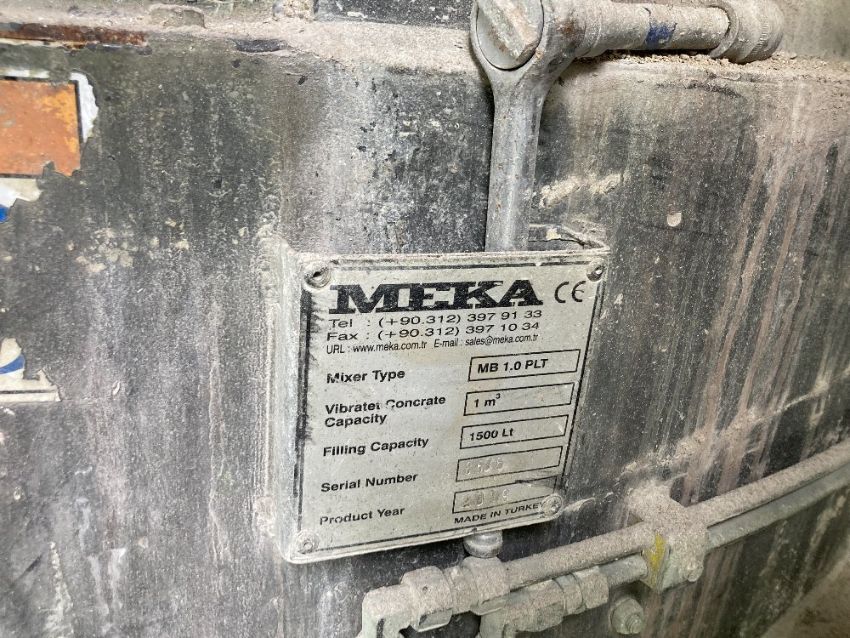 MEKA CE
Tel : (+90.312) 397 91 33
Fax : (+90.312) 397 10 34
URL : www.meka.com.tr E-mail : sales@meka.com.tr
Mixer Type MB 1.0 PLT
Vibratet Concrete Capacity 1 m³
Filling Capacity 1500 Lt
Serial Number
Product Year
MADE IN TURKEY